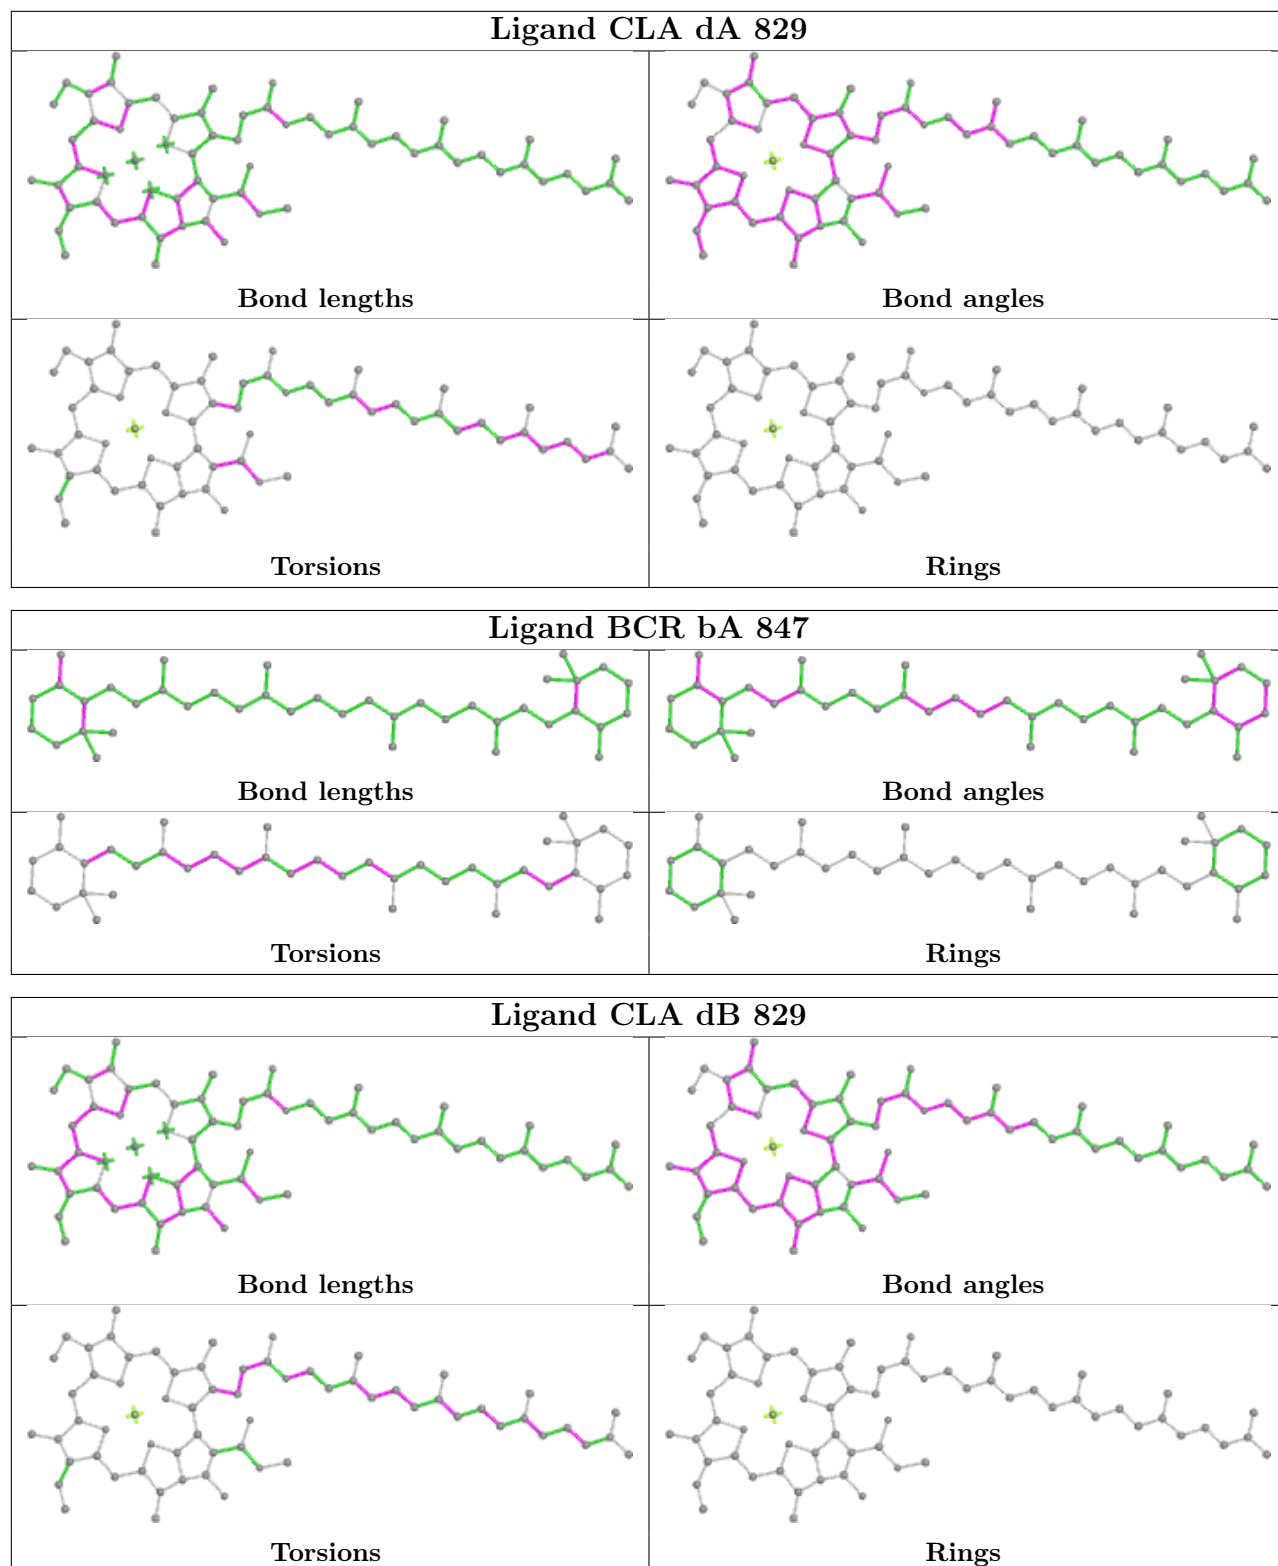 Ligand CLA dA 829
Bond lengths
Bond angles
Torsions
Rings
Ligand BCR bA 847
Bond lengths
Bond angles
Torsions
Rings
Ligand CLA dB 829
Bond lengths
Bond angles
Torsions
Rings